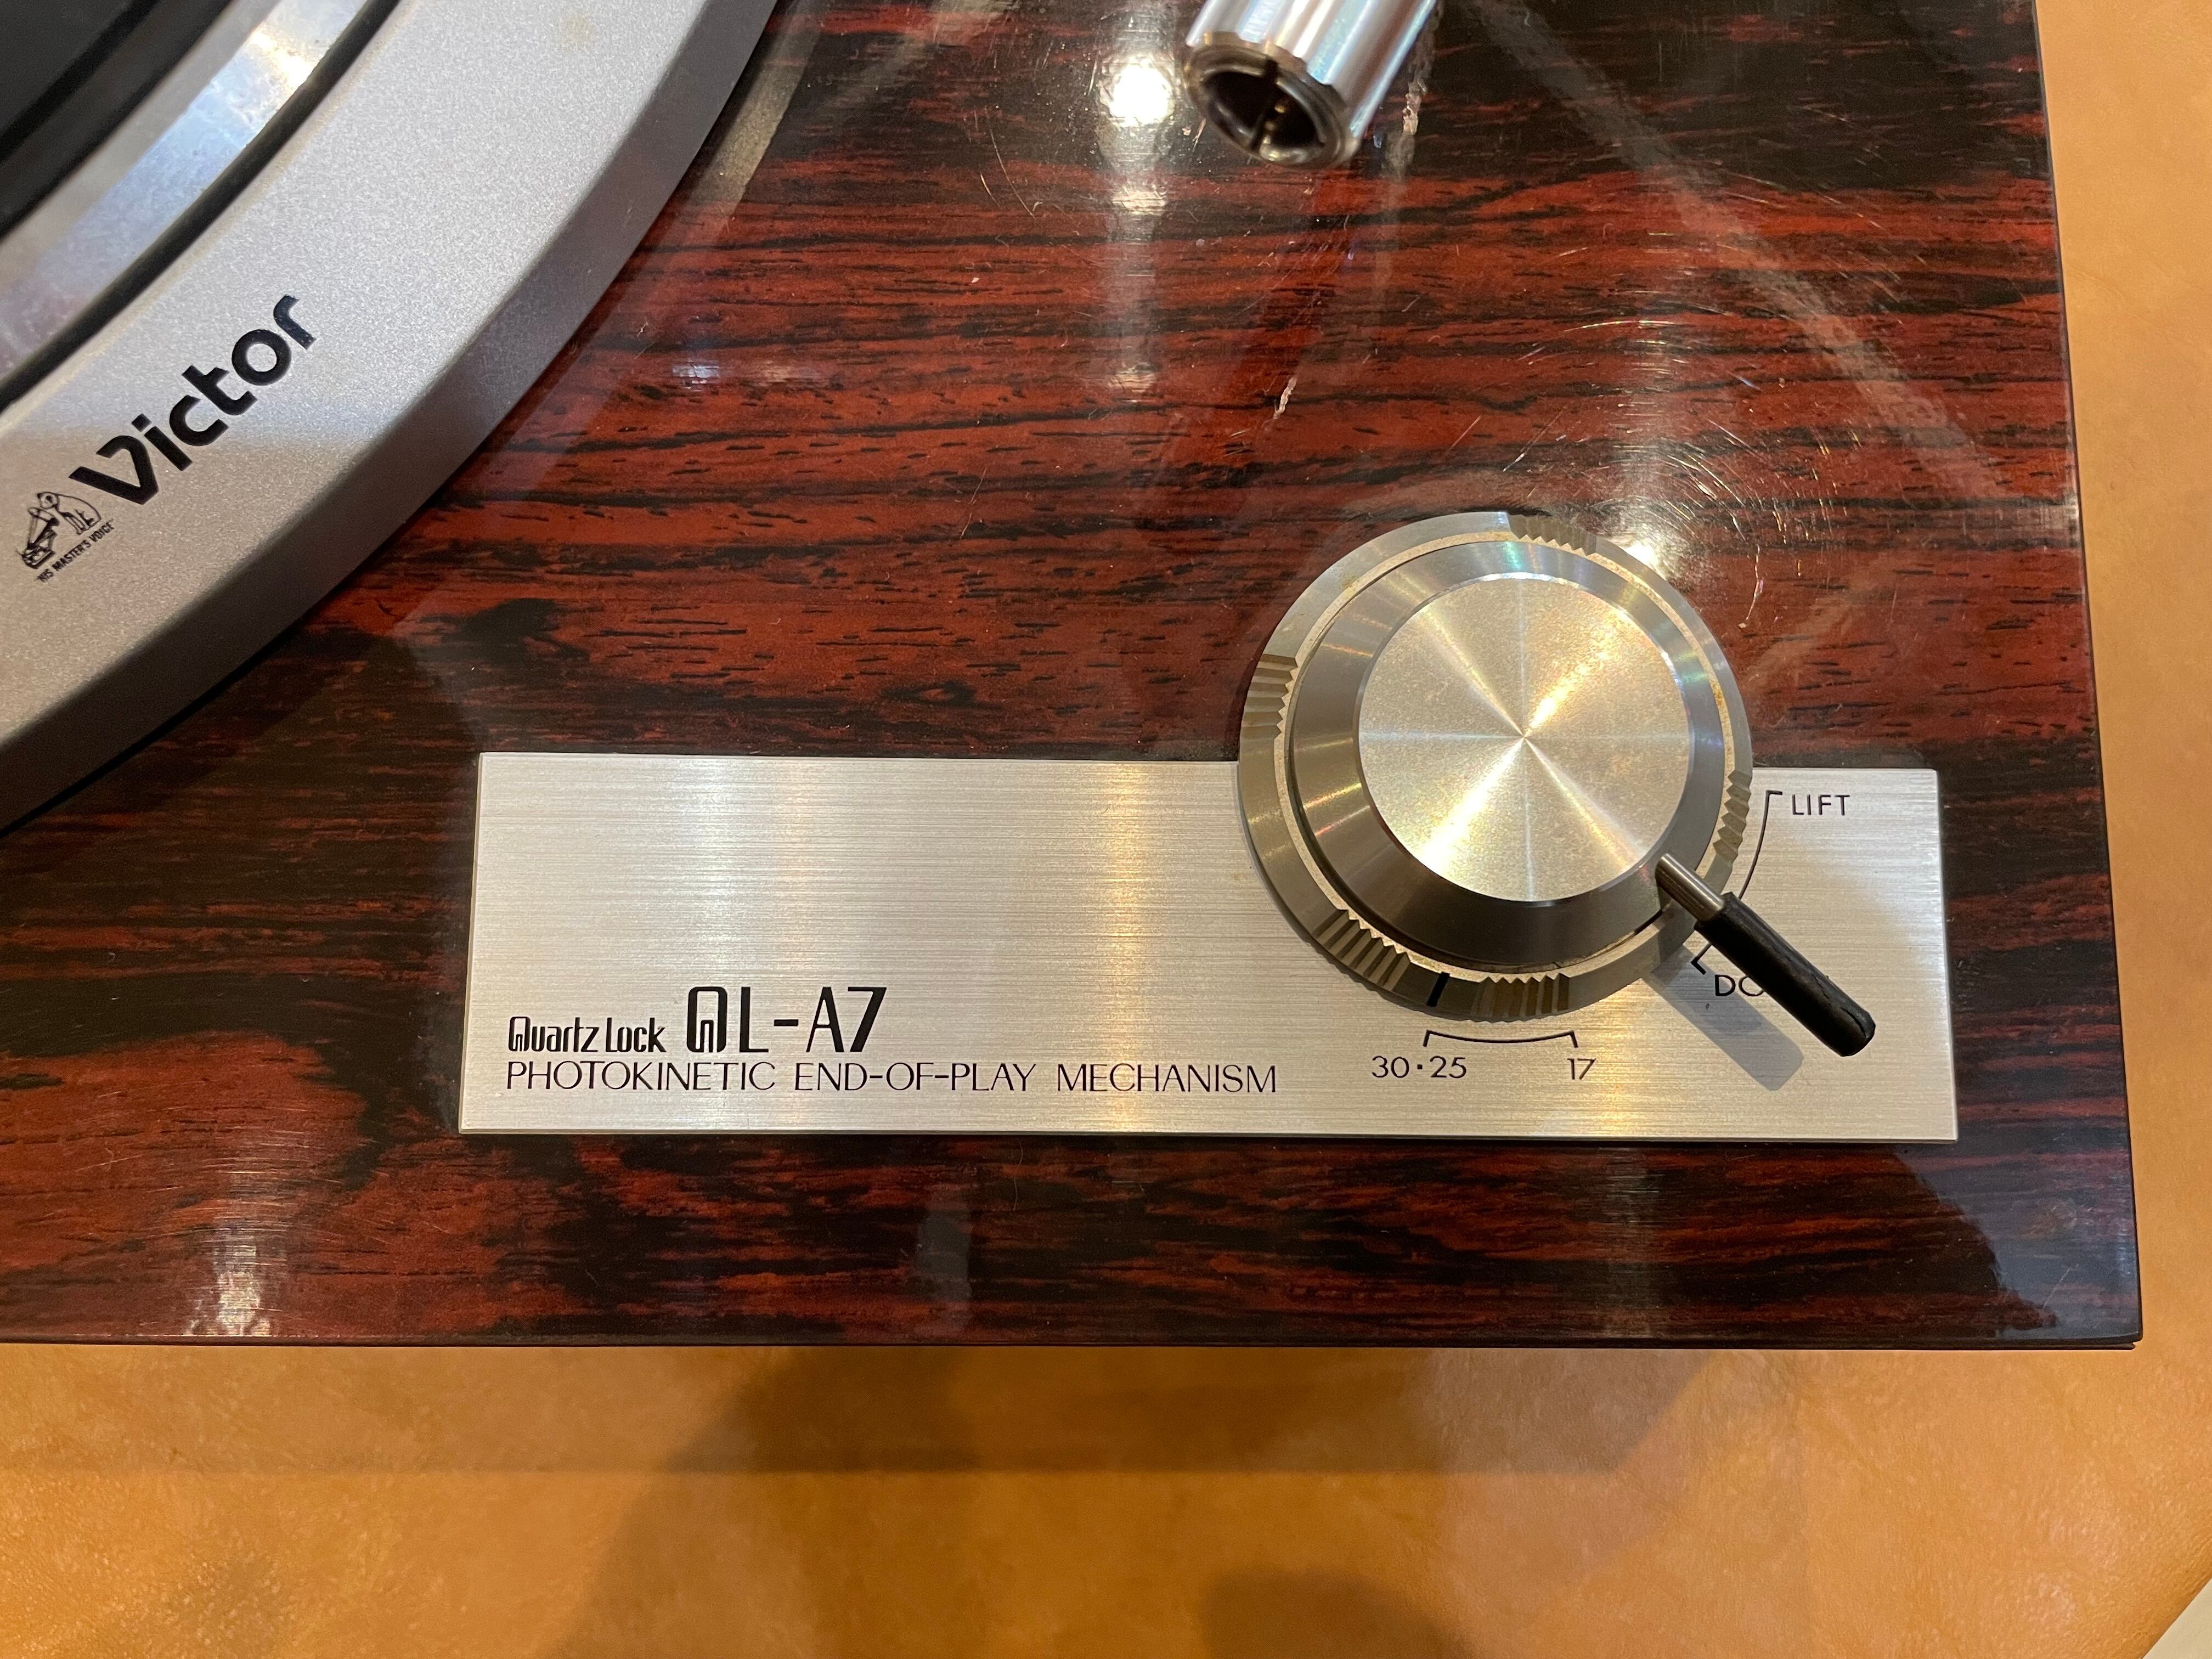 Victor
"HIS MASTER'S VOICE"
LIFT
Quartz Lock QL-A7
PHOTOKINETIC END-OF-PLAY MECHANISM
30·25 17